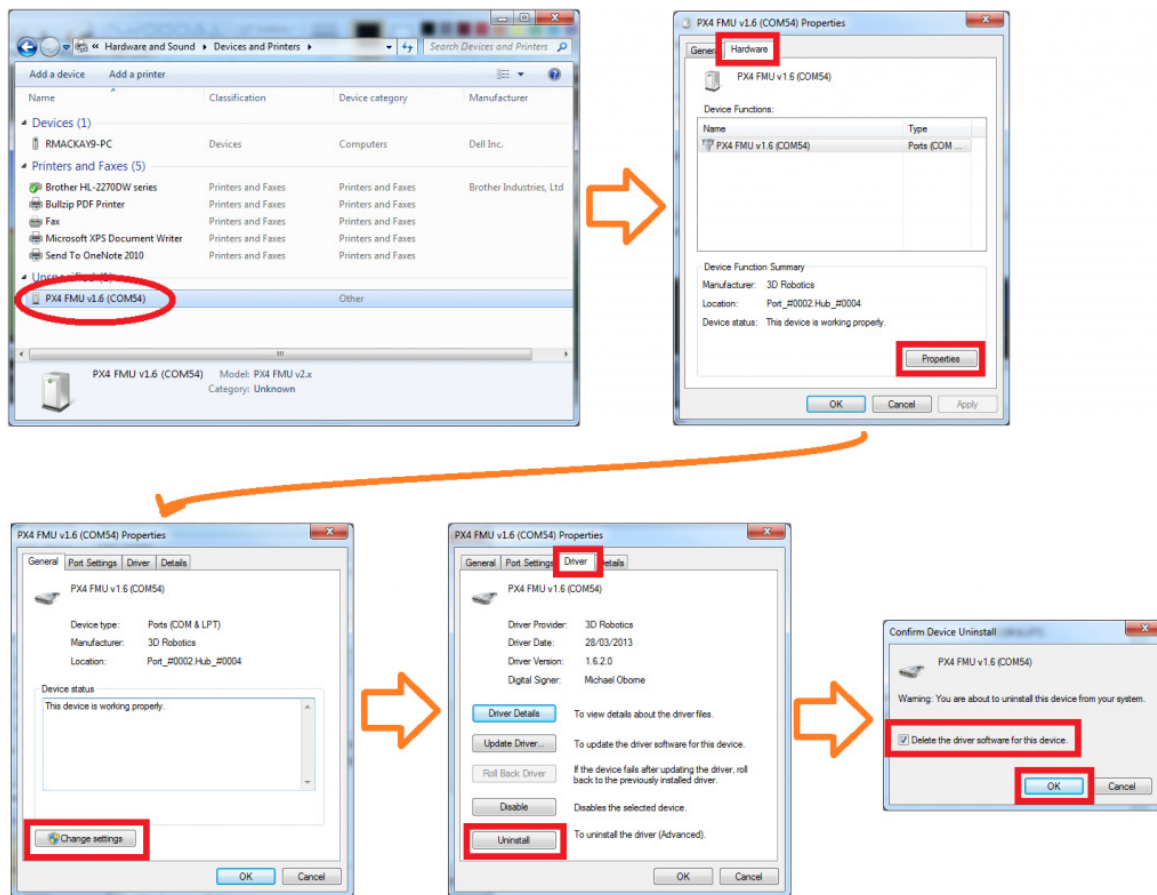 Hardware and Sound ▸ Devices and Printers ▸
Search Devices and Printers
Add a device Add a printer
Name Classification Device category Manufacturer
Devices (1)
RMACKAY9-PC Devices Computers Dell Inc.
Printers and Faxes (5)
Brother HL-2270DW series Printers and Faxes Printers and Faxes Brother Industries, Ltd
Bullzip PDF Printer Printers and Faxes Printers and Faxes
Fax Printers and Faxes Printers and Faxes
Microsoft XPS Document Writer Printers and Faxes Printers and Faxes
Send To OneNote 2010 Printers and Faxes Printers and Faxes
Unspecified (1)
PX4 FMU v1.6 (COM54) Other
PX4 FMU v1.6 (COM54) Model: PX4 FMU v2.x
Category: Unknown
PX4 FMU v1.6 (COM54) Properties
General Hardware
PX4 FMU v1.6 (COM54)
Device Functions:
Name Type
PX4 FMU v1.6 (COM54) Ports (COM ...
Device Function Summary
Manufacturer: 3D Robotics
Location: Port_#0002.Hub_#0004
Device status: This device is working properly.
Properties
OK Cancel Apply
PX4 FMU v1.6 (COM54) Properties
General Port Settings Driver Details
PX4 FMU v1.6 (COM54)
Device type: Ports (COM & LPT)
Manufacturer: 3D Robotics
Location: Port_#0002.Hub_#0004
Device status
This device is working properly.
Change settings
OK Cancel
PX4 FMU v1.6 (COM54) Properties
General Port Settings Driver Details
PX4 FMU v1.6 (COM54)
Driver Provider: 3D Robotics
Driver Date: 28/03/2013
Driver Version: 1.6.2.0
Digital Signer: Michael Oborne
Driver Details To view details about the driver files.
Update Driver... To update the driver software for this device.
Roll Back Driver If the device fails after updating the driver, roll
back to the previously installed driver.
Disable Disables the selected device.
Uninstall To uninstall the driver (Advanced).
OK Cancel
Confirm Device Uninstall
PX4 FMU v1.6 (COM54)
Warning: You are about to uninstall this device from your system.
Delete the driver software for this device.
OK Cancel